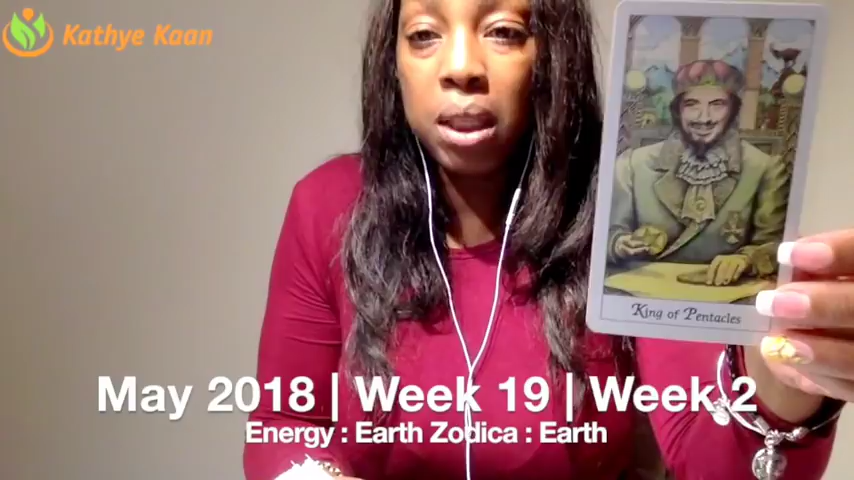 Kathye Kaan
King of Pentacles
May 2018 | Week 19 | Week 2
Energy : Earth Zodica : Earth